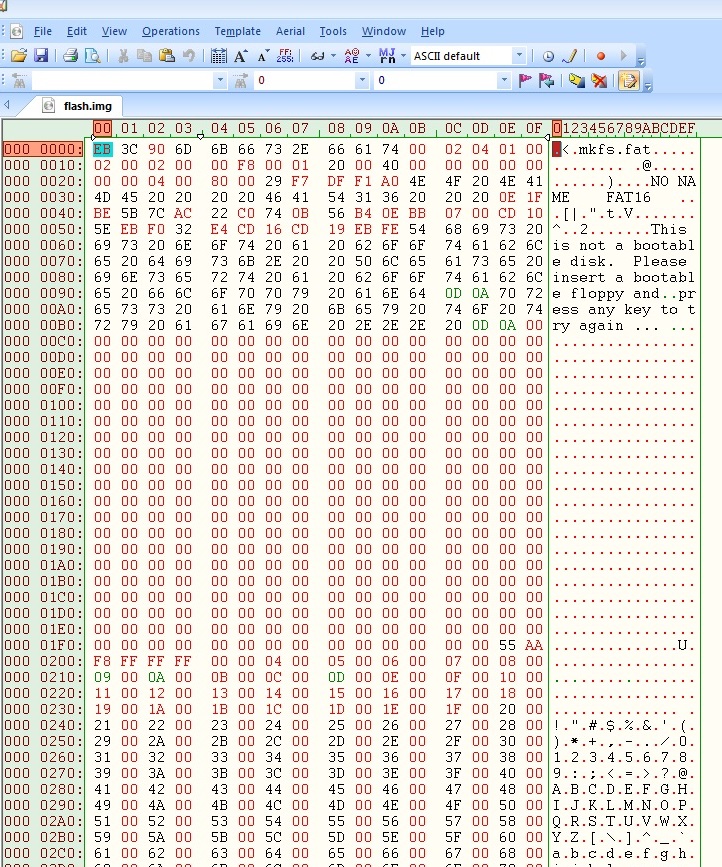 File Edit View Operations Template Aerial Tools Window Help
A A FF: 255: AQ ÆE MJ rn ASCII default
0 0
flash.img
00 01 02 03 04 05 06 07 08 09 0A 0B 0C 0D 0E 0F 0123456789ABCDEF
000 0000: EB 3C 90 6D 6B 66 73 2E 66 61 74 00 02 04 01 00 .<.mkfs.fat.....
000 0010: 02 00 02 00 00 F8 00 01 20 00 40 00 00 00 00 00 ........ .@.....
000 0020: 00 00 04 00 80 00 29 F7 DF F1 A0 4E 4F 20 4E 41 ......)....NO NA
000 0030: 4D 45 20 20 20 20 46 41 54 31 36 20 20 20 0E 1F ME    FAT16   ..
000 0040: BE 5B 7C AC 22 C0 74 0B 56 B4 0E BB 07 00 CD 10 .[|.".t.V.......
000 0050: 5E EB F0 32 E4 CD 16 CD 19 EB FE 54 68 69 73 20 ^..2.......This
000 0060: 69 73 20 6E 6F 74 20 61 20 62 6F 6F 74 61 62 6C is not a bootabl
000 0070: 65 20 64 69 73 6B 2E 20 20 50 6C 65 61 73 65 20 e disk.  Please
000 0080: 69 6E 73 65 72 74 20 61 20 62 6F 6F 74 61 62 6C insert a bootabl
000 0090: 65 20 66 6C 6F 70 70 79 20 61 6E 64 0D 0A 70 72 e floppy and..pr
000 00A0: 65 73 73 20 61 6E 79 20 6B 65 79 20 74 6F 20 74 ess any key to t
000 00B0: 72 79 20 61 67 61 69 6E 20 2E 2E 2E 20 0D 0A 00 ry again ... ...
000 00C0: 00 00 00 00 00 00 00 00 00 00 00 00 00 00 00 00 ................
000 00D0: 00 00 00 00 00 00 00 00 00 00 00 00 00 00 00 00 ................
000 00E0: 00 00 00 00 00 00 00 00 00 00 00 00 00 00 00 00 ................
000 00F0: 00 00 00 00 00 00 00 00 00 00 00 00 00 00 00 00 ................
000 0100: 00 00 00 00 00 00 00 00 00 00 00 00 00 00 00 00 ................
000 0110: 00 00 00 00 00 00 00 00 00 00 00 00 00 00 00 00 ................
000 0120: 00 00 00 00 00 00 00 00 00 00 00 00 00 00 00 00 ................
000 0130: 00 00 00 00 00 00 00 00 00 00 00 00 00 00 00 00 ................
000 0140: 00 00 00 00 00 00 00 00 00 00 00 00 00 00 00 00 ................
000 0150: 00 00 00 00 00 00 00 00 00 00 00 00 00 00 00 00 ................
000 0160: 00 00 00 00 00 00 00 00 00 00 00 00 00 00 00 00 ................
000 0170: 00 00 00 00 00 00 00 00 00 00 00 00 00 00 00 00 ................
000 0180: 00 00 00 00 00 00 00 00 00 00 00 00 00 00 00 00 ................
000 0190: 00 00 00 00 00 00 00 00 00 00 00 00 00 00 00 00 ................
000 01A0: 00 00 00 00 00 00 00 00 00 00 00 00 00 00 00 00 ................
000 01B0: 00 00 00 00 00 00 00 00 00 00 00 00 00 00 00 00 ................
000 01C0: 00 00 00 00 00 00 00 00 00 00 00 00 00 00 00 00 ................
000 01D0: 00 00 00 00 00 00 00 00 00 00 00 00 00 00 00 00 ................
000 01E0: 00 00 00 00 00 00 00 00 00 00 00 00 00 00 00 00 ................
000 01F0: 00 00 00 00 00 00 00 00 00 00 00 00 00 00 55 AA ..............U.
000 0200: F8 FF FF FF 00 00 04 00 05 00 06 00 07 00 08 00 ................
000 0210: 09 00 0A 00 0B 00 0C 00 0D 00 0E 00 0F 00 10 00 ................
000 0220: 11 00 12 00 13 00 14 00 15 00 16 00 17 00 18 00 ................
000 0230: 19 00 1A 00 1B 00 1C 00 1D 00 1E 00 1F 00 20 00 .............. .
000 0240: 21 00 22 00 23 00 24 00 25 00 26 00 27 00 28 00 !.".#.$.%.&.'.(.
000 0250: 29 00 2A 00 2B 00 2C 00 2D 00 2E 00 2F 00 30 00 ).*.+.,.-.../.0.
000 0260: 31 00 32 00 33 00 34 00 35 00 36 00 37 00 38 00 1.2.3.4.5.6.7.8.
000 0270: 39 00 3A 00 3B 00 3C 00 3D 00 3E 00 3F 00 40 00 9.:.;.<.=.>.?.@.
000 0280: 41 00 42 00 43 00 44 00 45 00 46 00 47 00 48 00 A.B.C.D.E.F.G.H.
000 0290: 49 00 4A 00 4B 00 4C 00 4D 00 4E 00 4F 00 50 00 I.J.K.L.M.N.O.P.
000 02A0: 51 00 52 00 53 00 54 00 55 00 56 00 57 00 58 00 Q.R.S.T.U.V.W.X.
000 02B0: 59 00 5A 00 5B 00 5C 00 5D 00 5E 00 5F 00 60 00 Y.Z.[.\.].^._.`.
000 02C0: 61 00 62 00 63 00 64 00 65 00 66 00 67 00 68 00 a.b.c.d.e.f.g.h.